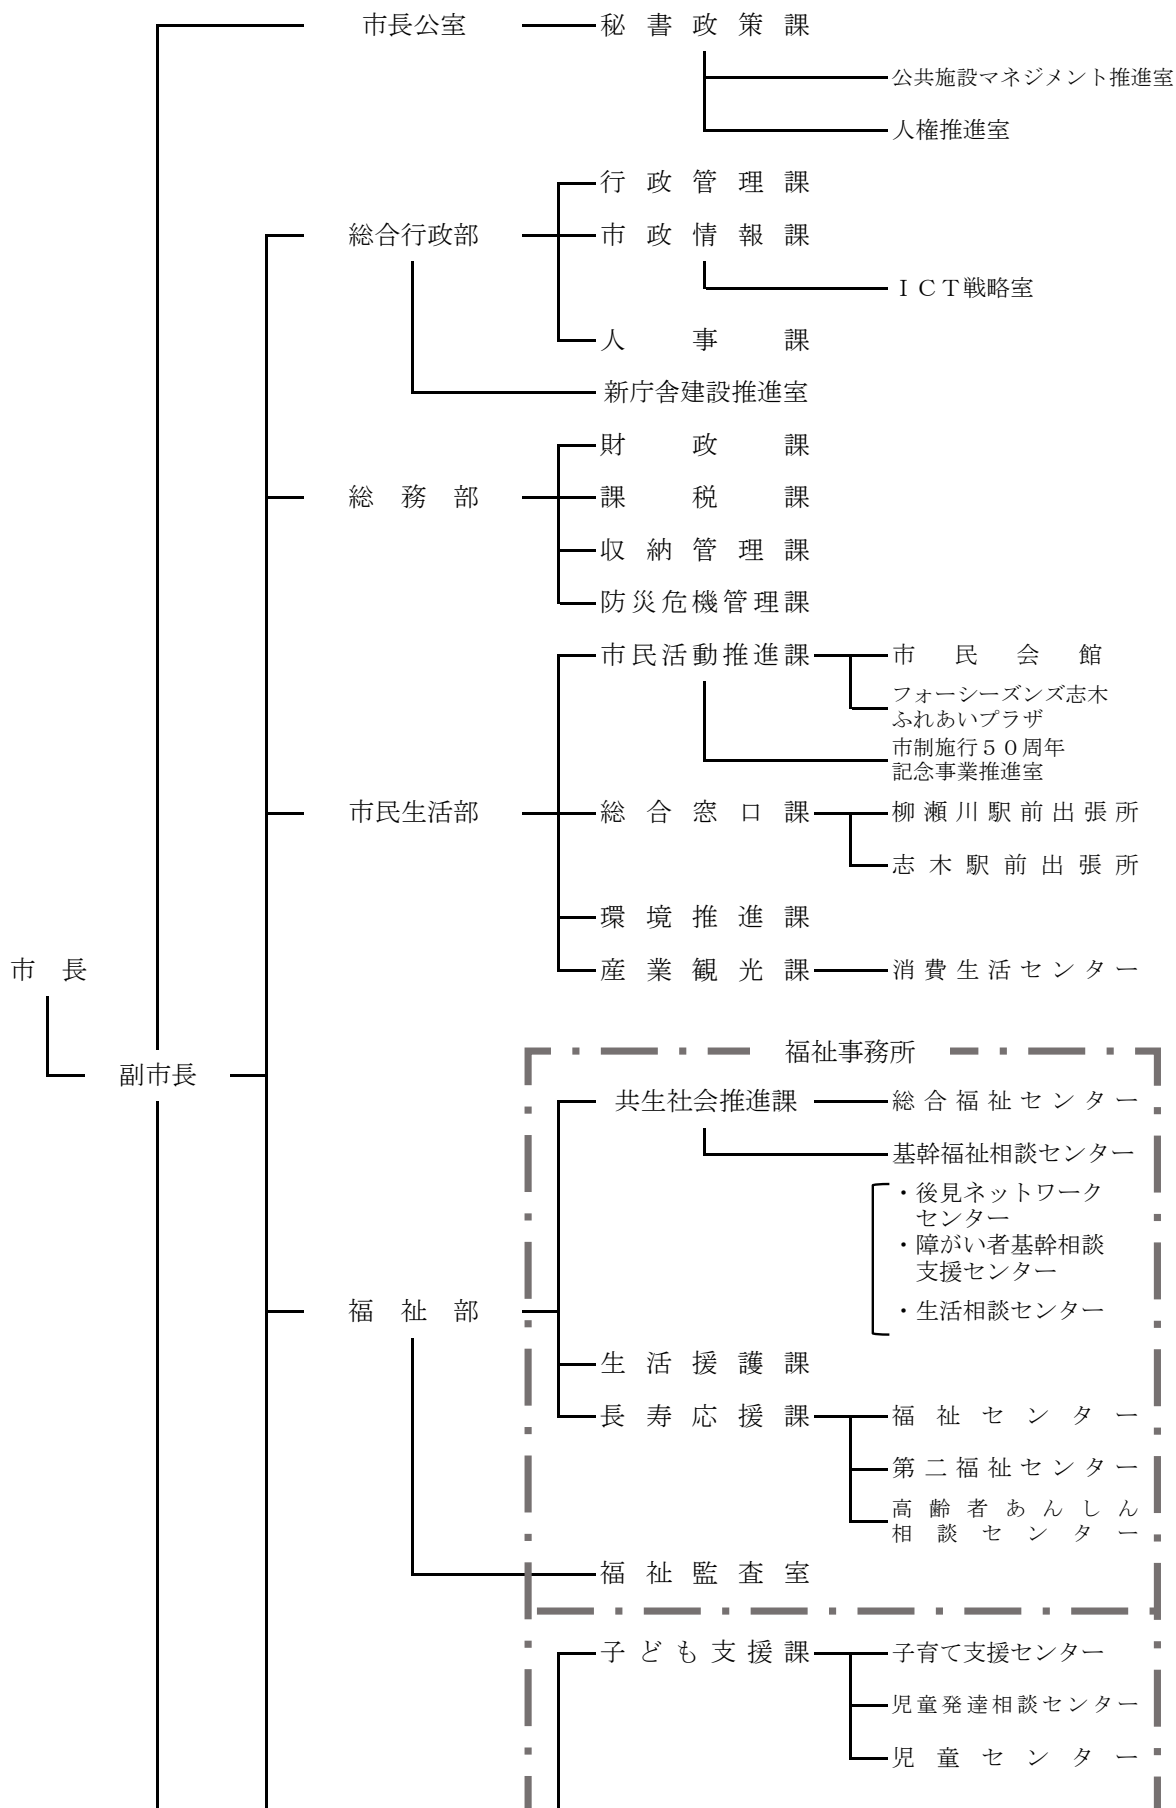 市長公室
秘書政策課
公共施設マネジメント推進室
人権推進室
行政管理課
総合行政部
市政情報課
ＩＣＴ戦略室
人事課
新庁舎建設推進室
財政課
総務部
課税課
収納管理課
防災危機管理課
市民活動推進課
市民会館
フォーシーズンズ志木
ふれあいプラザ
市制施行５０周年
記念事業推進室
市民生活部
総合窓口課
柳瀬川駅前出張所
志木駅前出張所
環境推進課
市長
産業観光課
消費生活センター
福祉事務所
副市長
共生社会推進課
総合福祉センター
基幹福祉相談センター
・後見ネットワーク
センター
・障がい者基幹相談
支援センター
・生活相談センター
福祉部
生活援護課
長寿応援課
福祉センター
第二福祉センター
高齢者あんしん
相談センター
福祉監査室
子ども支援課
子育て支援センター
児童発達相談センター
児童センター